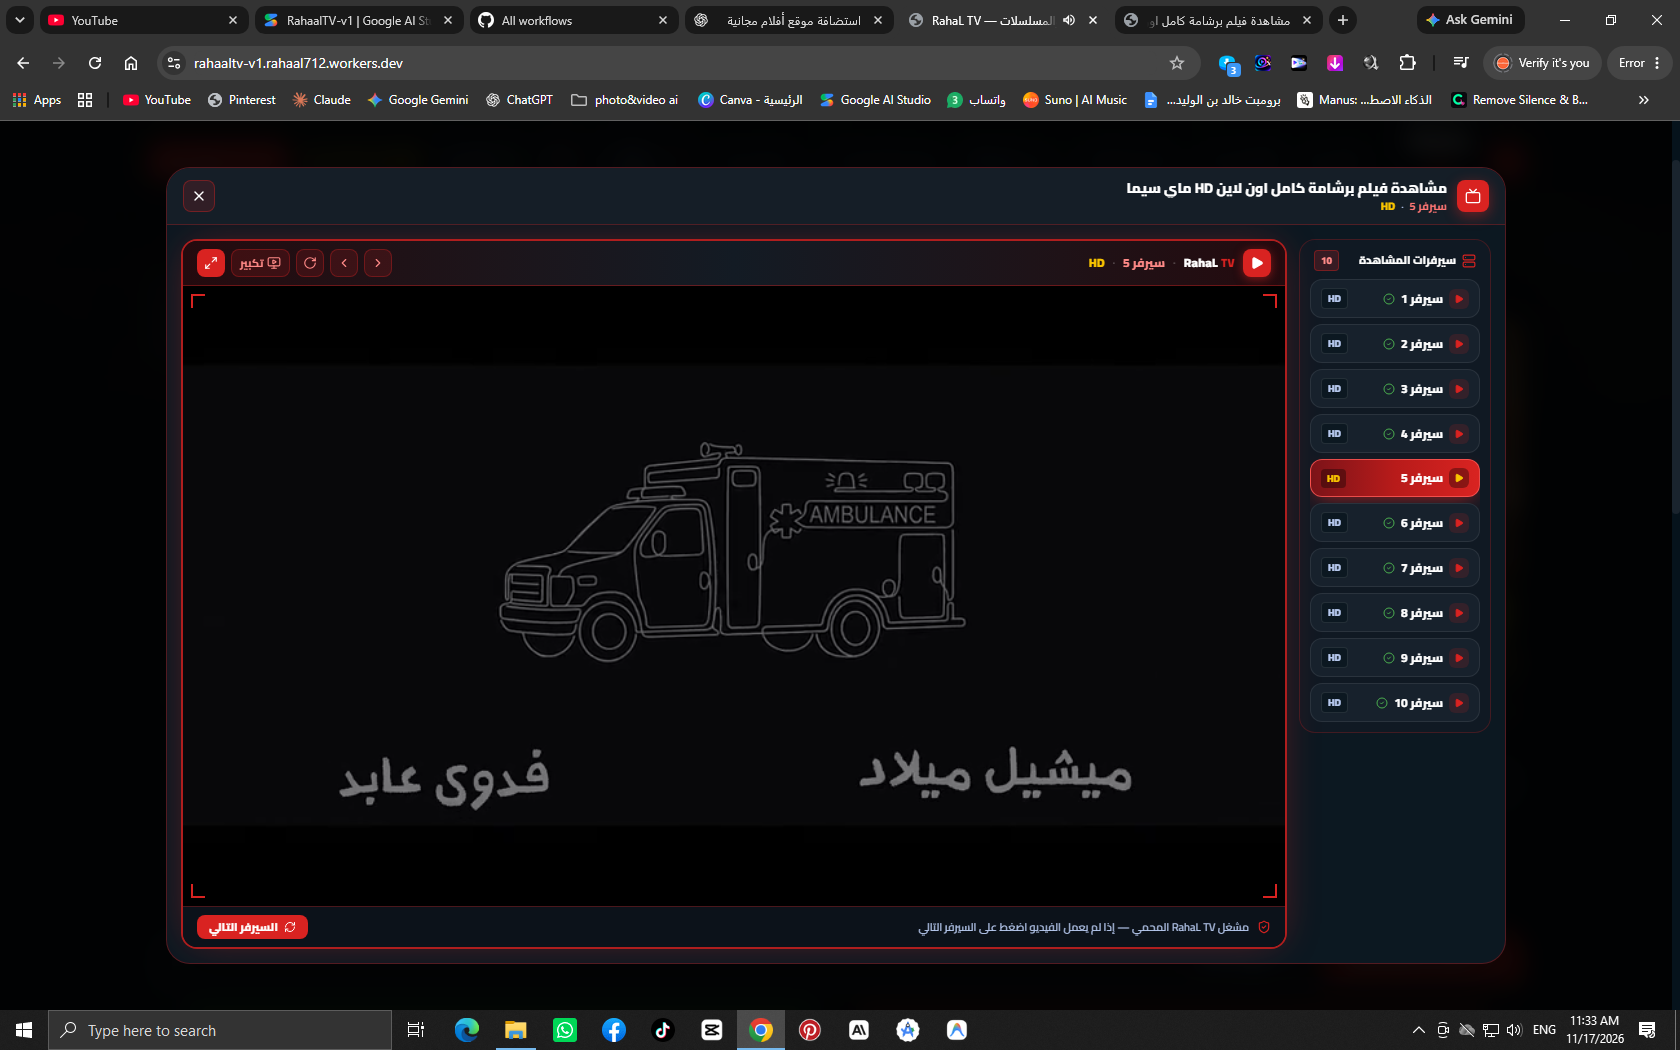 YouTube
RahaalTV-v1 | Google AI St
All workflows
استضافة موقع أفلام مجانية
RahaL TV — المسلسلات
مشاهدة فيلم برشامة كامل او
Ask Gemini
rahaaltv-v1.rahaal712.workers.dev
3
Verify it's you
Error
Apps
YouTube
Pinterest
Claude
Google Gemini
ChatGPT
photo&video ai
Canva - الرئيسية
Google AI Studio
3
واتساب
Suno | AI Music
برومبت خالد بن الوليد...
Manus: الذكاء الاصط...
Remove Silence & B...
مشاهدة فيلم برشامة كامل اون لاين HD ماي سيما
سيرفر 5 · HD
RahaL TV · سيرفر 5 · HD
تكبير
سيرفرات المشاهدة
10
سيرفر 1 HD
سيرفر 2 HD
سيرفر 3 HD
سيرفر 4 HD
سيرفر 5 HD
سيرفر 6 HD
سيرفر 7 HD
سيرفر 8 HD
سيرفر 9 HD
سيرفر 10 HD
AMBULANCE
ميشيل ميلاد
فدوى عابد
مشغل RahaL TV المحمي — إذا لم يعمل الفيديو اضغط على السيرفر التالي
السيرفر التالي
Type here to search
ENG
11:33 AM
11/17/2026